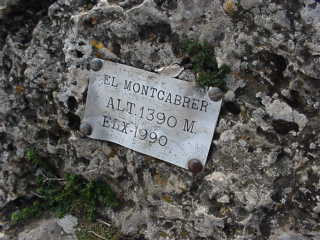 EL MONTCABRER
ALT.1390 M.
ELX-1990